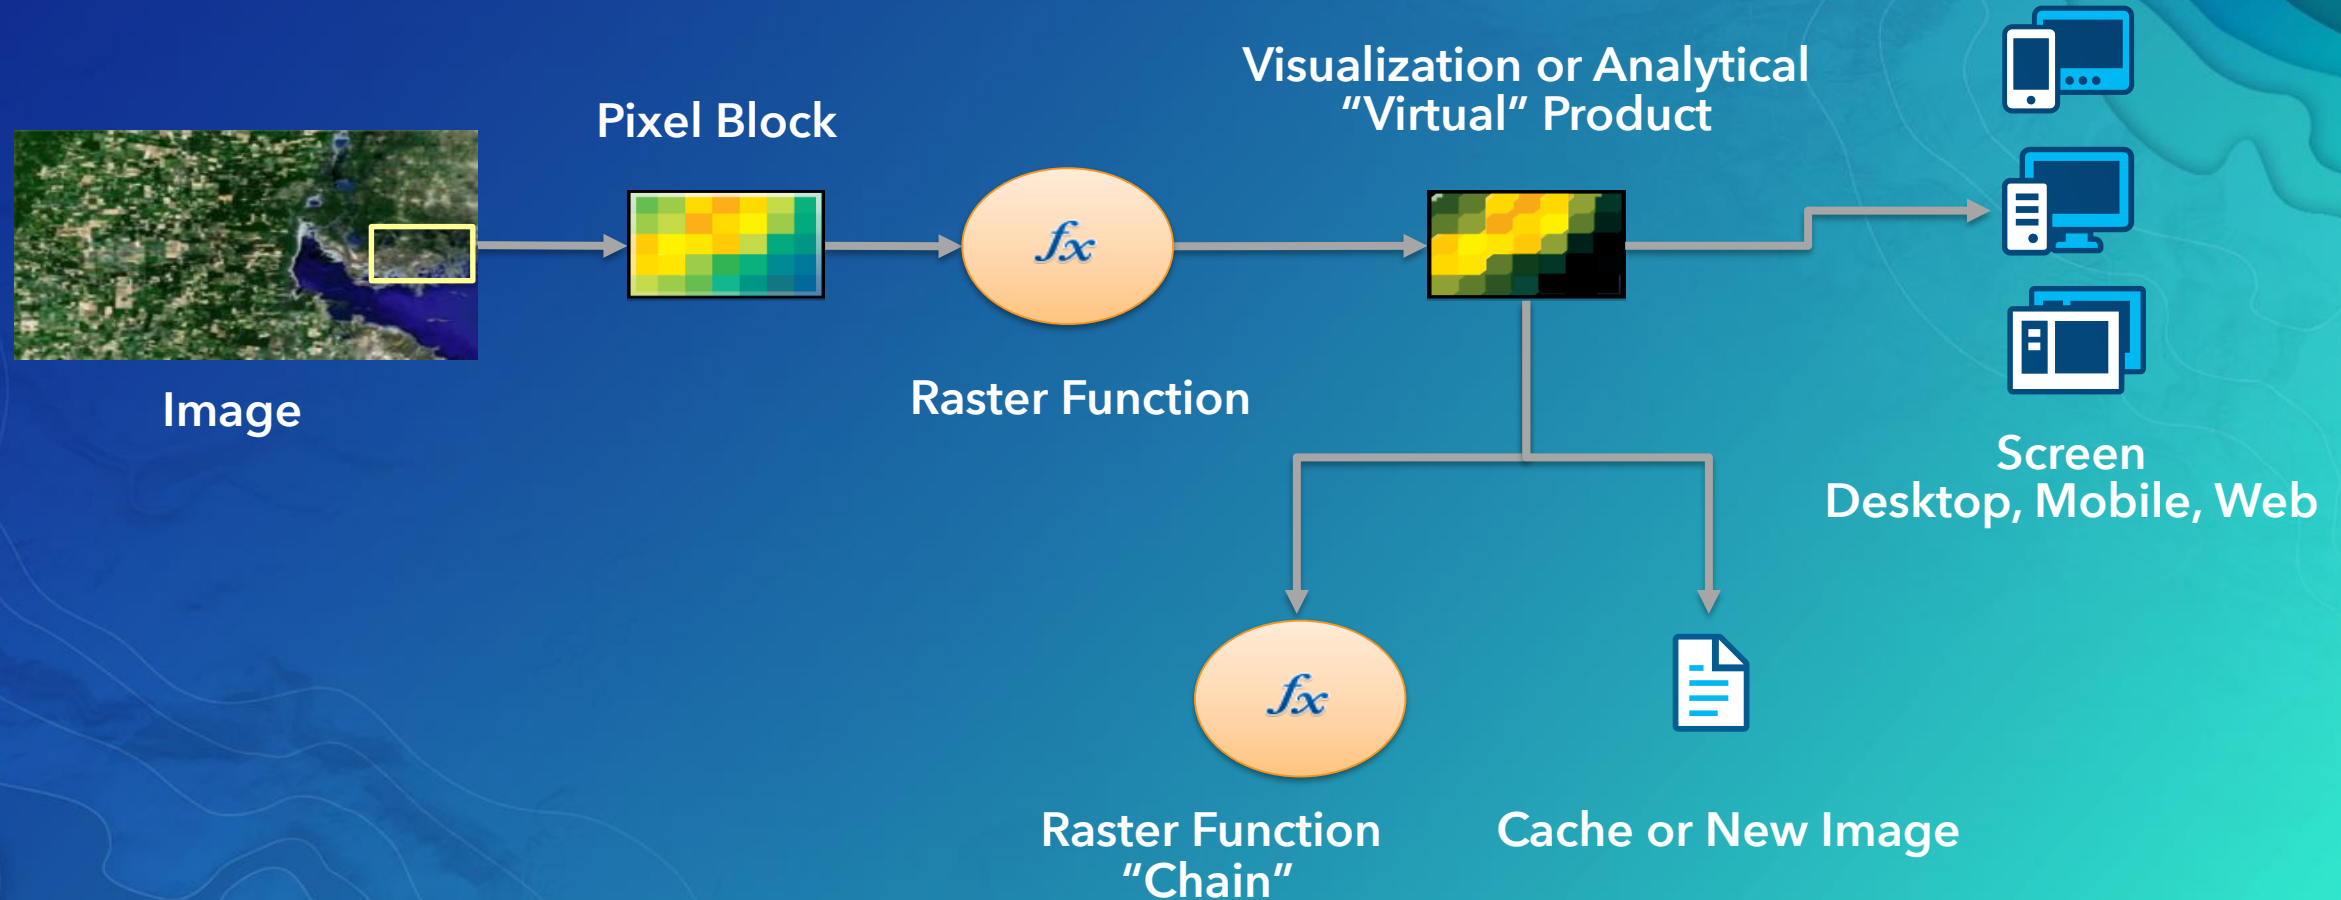 Visualization or Analytical
"Virtual" Product
Pixel Block
fx
Image
Raster Function
Screen
Desktop, Mobile, Web
fx
Raster Function
"Chain"
Cache or New Image